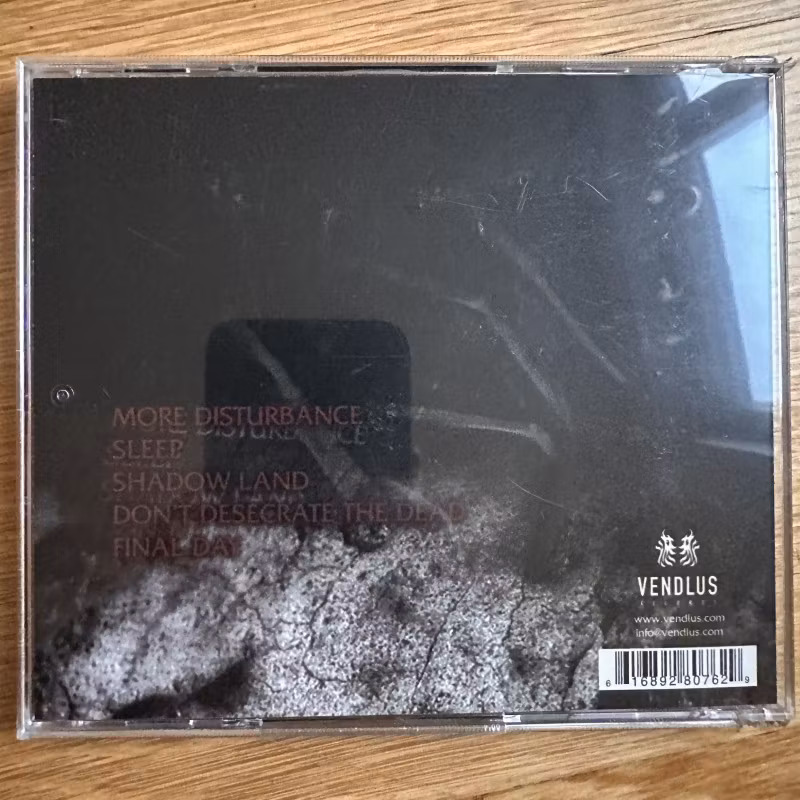 MORE DISTURBANCE
SLEEP
SHADOW LAND
DON'T DESECRATE THE DEAD
FINAL DAY
VENDLUS
RECORDS
www.vendlus.com
info@vendlus.com
6 16892 80762 9